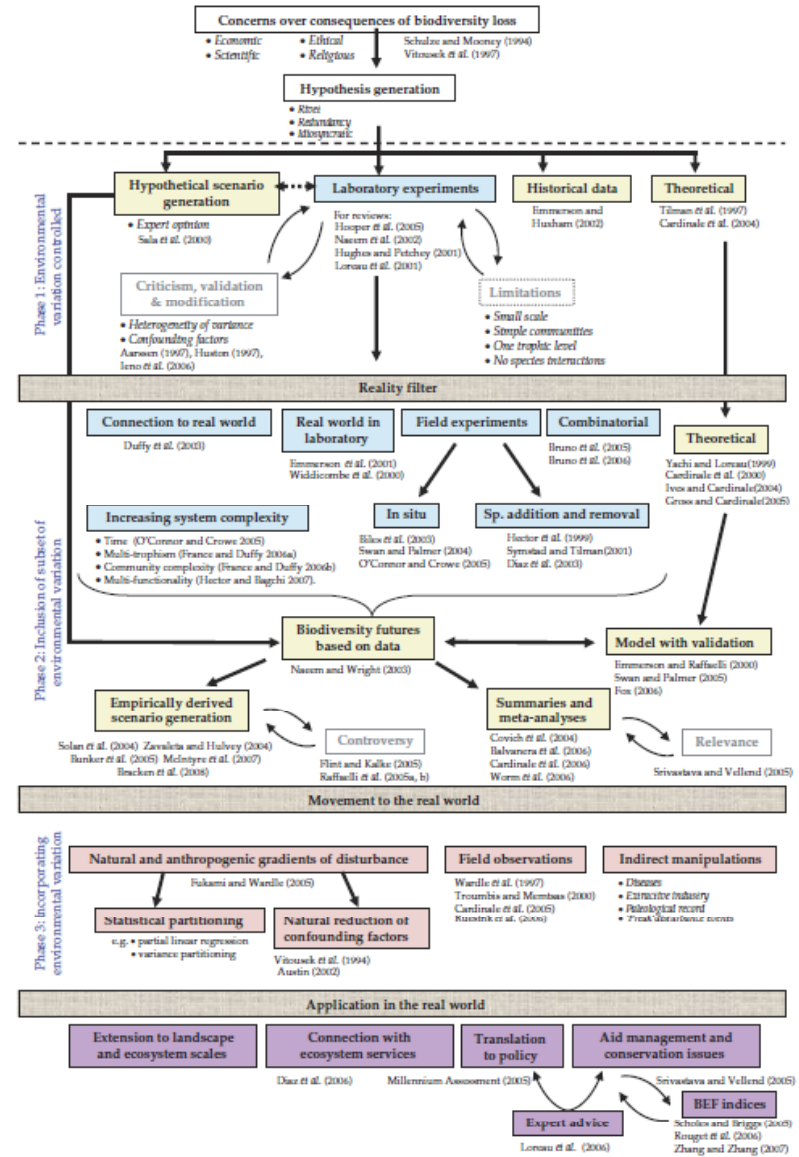 Concerns over consequences of biodiversity loss
• Economic • Ethical Schulze and Mooney (1994)
• Scientific • Religious Vitousek et al. (1997)
Hypothesis generation
• Rivet
• Redundancy
• Idiosyncratic
Phase 1: Environmental
variation controlled
Hypothetical scenario
generation
• Expert opinion
Sala et al. (2000)
Laboratory experiments
For reviews:
Hooper et al. (2005)
Naeem et al. (2002)
Hughes and Petchey (2001)
Loreau et al. (2001)
Historical data
Emmerson and
Huxham (2002)
Theoretical
Tilman et al. (1997)
Cardinale et al. (2004)
Criticism, validation
& modification
• Heterogeneity of variance
• Confounding factors
Aarssen (1997), Huston (1997),
Ieno et al. (2006)
Limitations
• Small scale
• Simple communities
• One trophic level
• No species interactions
Reality filter
Phase 2: Inclusion of subset of
environmental variation
Connection to real world
Duffy et al. (2003)
Real world in
laboratory
Emmerson et al. (2001)
Widdicombe et al. (2000)
Field experiments
Combinatorial
Bruno et al. (2005)
Bruno et al. (2006)
Theoretical
Yachi and Loreau(1999)
Cardinale et al. (2000)
Ives and Cardinale(2004)
Gross and Cardinale(2005)
Increasing system complexity
• Time (O'Connor and Crowe 2005)
• Multi-trophism (France and Duffy 2006a)
• Community complexity (France and Duffy 2006b)
• Multi-functionality (Hector and Bagchi 2007).
In situ
Biles et al. (2003)
Swan and Palmer (2004)
O'Connor and Crowe (2005)
Sp. addition and removal
Hector et al. (1999)
Symstad and Tilman(2001)
Diaz et al. (2003)
Biodiversity futures
based on data
Naeem and Wright (2003)
Model with validation
Emmerson and Raffaelli (2000)
Swan and Palmer (2005)
Fox (2006)
Empirically derived
scenario generation
Solan et al. (2004) Zavaleta and Hulvey (2004)
Bunker et al. (2005) McIntyre et al. (2007)
Bracken et al. (2008)
Controversy
Flint and Kalke (2005)
Raffaelli et al. (2005a, b)
Summaries and
meta-analyses
Covich et al. (2004)
Balvanera et al. (2006)
Cardinale et al. (2006)
Worm et al. (2006)
Relevance
Srivastava and Vellend (2005)
Movement to the real world
Phase 3: Incorporating
environmental variation
Natural and anthropogenic gradients of disturbance
Fukami and Wardle (2005)
Statistical partitioning
e.g. • partial linear regression
• variance partitioning
Natural reduction of
confounding factors
Vitousek et al. (1994)
Austin (2002)
Field observations
Wardle et al. (1997)
Troumbis and Memtsas (2000)
Cardinale et al. (2005)
Ruesink et al. (2006)
Indirect manipulations
• Diseases
• Extractive industry
• Paleological record
• 'Freak' disturbance events
Application in the real world
Extension to landscape
and ecosystem scales
Connection with
ecosystem services
Diaz et al. (2006)
Translation
to policy
Millennium Assessment (2005)
Aid management and
conservation issues
Srivastava and Vellend (2005)
Expert advice
Loreau et al. (2006)
BEF indices
Scholes and Biggs (2005)
Rouget et al. (2006)
Zhang and Zhang (2007)